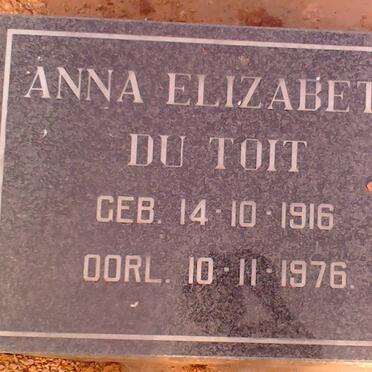 ANNA ELIZABET
DU TOIT
GEB. 14-10-1916
OORL. 10-11-1976.